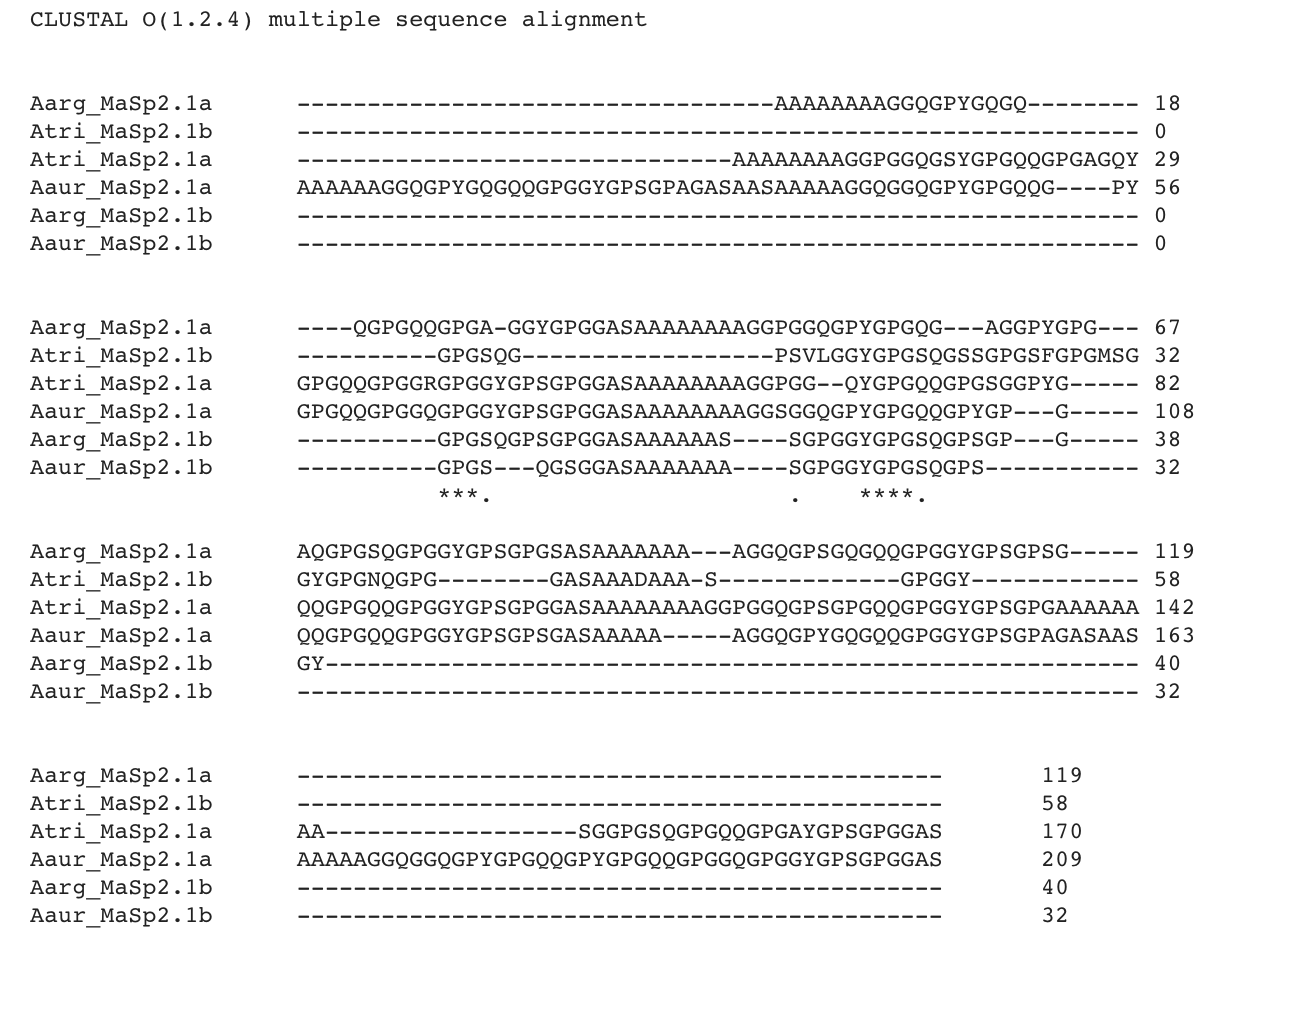 CLUSTAL O(1.2.4) multiple sequence alignment
Aarg_MaSp2.1a ----------------------------------AAAAAAAAGGQGPYGQGQ-------- 18
Atri_MaSp2.1b ------------------------------------------------------------ 0
Atri_MaSp2.1a -------------------------------AAAAAAAAGGPGGQGSYGPGQQGPGAGQY 29
Aaur_MaSp2.1a AAAAAAGGQGPYGQGQQGPGGYGPSGPAGASAASAAAAAGGQGGQGPYGPGQQG----PY 56
Aarg_MaSp2.1b ------------------------------------------------------------ 0
Aaur_MaSp2.1b ------------------------------------------------------------ 0
Aarg_MaSp2.1a ----QGPGQQGPGA-GGYGPGGASAAAAAAAAGGPGGQGPYGPGQG---AGGPYGPG--- 67
Atri_MaSp2.1b ----------GPGSQG------------------PSVLGGYGPGSQGSSGPGSFGPGMSG 32
Atri_MaSp2.1a GPGQQGPGGRGPGGYGPSGPGGASAAAAAAAAGGPGG--QYGPGQQGPGSGGPYG----- 82
Aaur_MaSp2.1a GPGQQGPGGQGPGGYGPSGPGGASAAAAAAAAGGSGGQGPYGPGQQGPYGP---G----- 108
Aarg_MaSp2.1b ----------GPGSQGPSGPGGASAAAAAAS----SGPGGYGPGSQGPSGP---G----- 38
Aaur_MaSp2.1b ----------GPGS---QGSGGASAAAAAAA----SGPGGYGPGSQGPS----------- 32
***. . ****.
Aarg_MaSp2.1a AQGPGSQGPGGYGPSGPGSASAAAAAAA---AGGQGPSGQGQQGPGGYGPSGPSG----- 119
Atri_MaSp2.1b GYGPGNQGPG--------GASAAADAAA-S-------------GPGGY------------ 58
Atri_MaSp2.1a QQGPGQQGPGGYGPSGPGGASAAAAAAAAGGPGGQGPSGPGQQGPGGYGPSGPGAAAAAA 142
Aaur_MaSp2.1a QQGPGQQGPGGYGPSGPSGASAAAAA-----AGGQGPYGQGQQGPGGYGPSGPAGASAAS 163
Aarg_MaSp2.1b GY---------------------------------------------------------- 40
Aaur_MaSp2.1b ------------------------------------------------------------ 32
Aarg_MaSp2.1a ---------------------------------------------- 119
Atri_MaSp2.1b ---------------------------------------------- 58
Atri_MaSp2.1a AA------------------SGGPGSQGPGQQGPGAYGPSGPGGAS 170
Aaur_MaSp2.1a AAAAAGGQGGQGPYGPGQQGPYGPGQQGPGGQGPGGYGPSGPGGAS 209
Aarg_MaSp2.1b ---------------------------------------------- 40
Aaur_MaSp2.1b ---------------------------------------------- 32